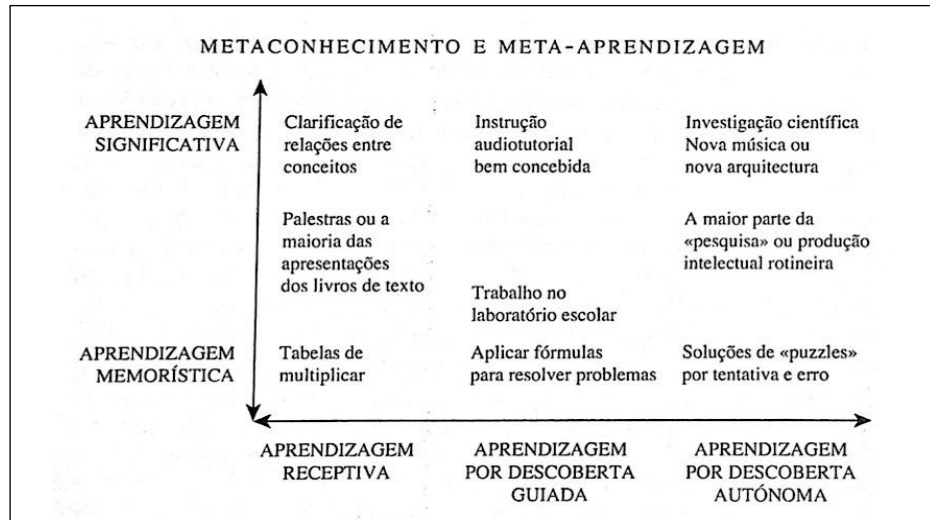 METACONHECIMENTO E META-APRENDIZAGEM
APRENDIZAGEM
SIGNIFICATIVA
Clarificação de
relações entre
conceitos
Instrução
audiotutorial
bem concebida
Investigação científica
Nova música ou
nova arquitectura
Palestras ou a
maioria das
apresentações
dos livros de texto
Trabalho no
laboratório escolar
A maior parte da
«pesquisa» ou produção
intelectual rotineira
APRENDIZAGEM
MEMORÍSTICA
Tabelas de
multiplicar
Aplicar fórmulas
para resolver problemas
Soluções de «puzzles»
por tentativa e erro
APRENDIZAGEM
RECEPTIVA
APRENDIZAGEM
POR DESCOBERTA
GUIADA
APRENDIZAGEM
POR DESCOBERTA
AUTÓNOMA